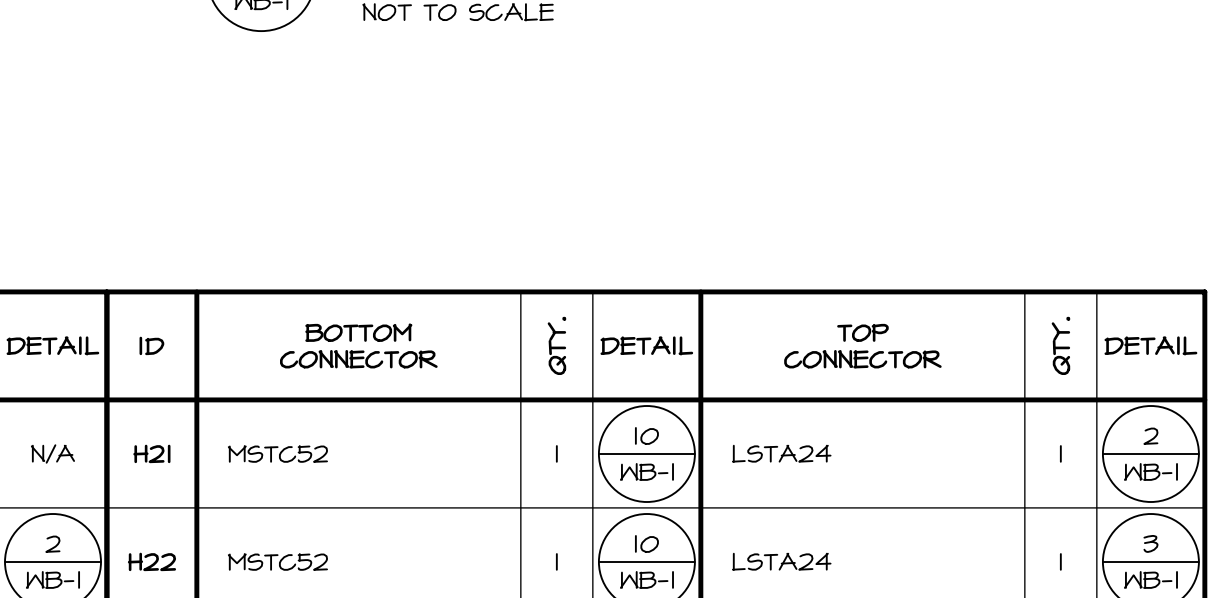 WB-1
NOT TO SCALE
DETAIL ID BOTTOM CONNECTOR QTY. DETAIL TOP CONNECTOR QTY. DETAIL
N/A H21 MSTC52 1 10 WB-1 LSTA24 1 2 WB-1
2 WB-1 H22 MSTC52 1 10 WB-1 LSTA24 1 3 WB-1